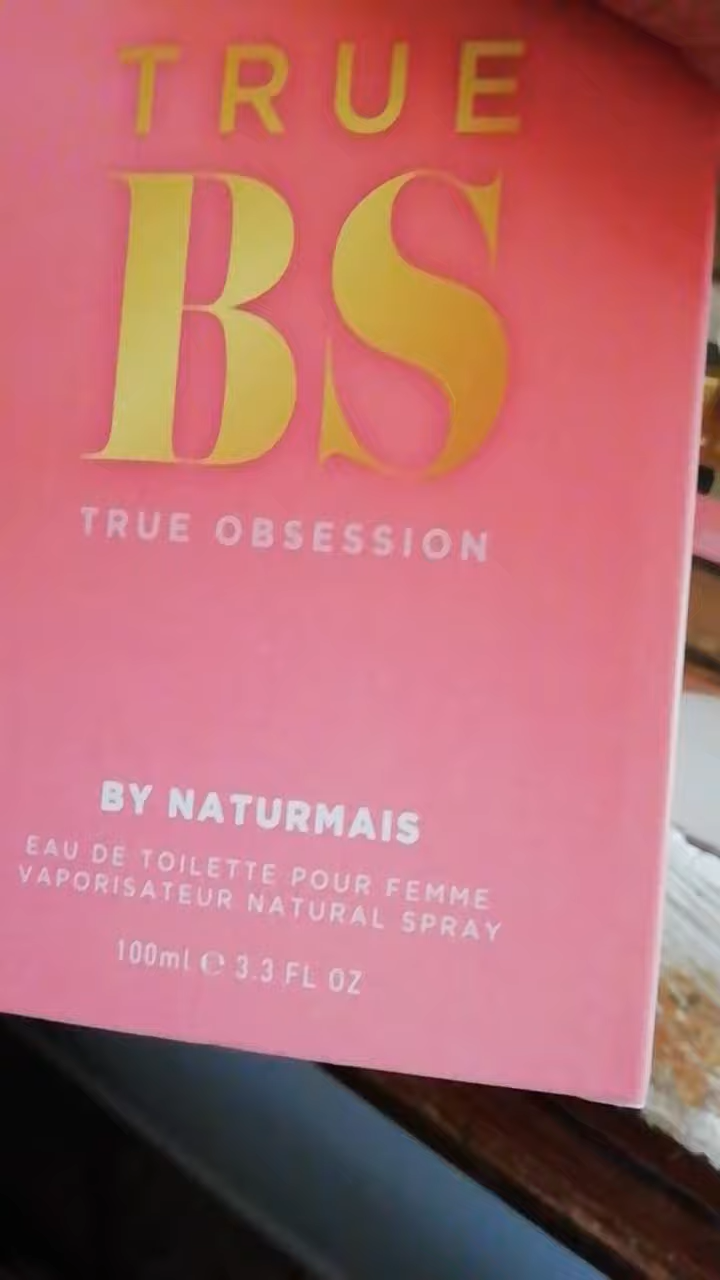 TRUE
BS
TRUE OBSESSION
BY NATURMAIS
EAU DE TOILETTE POUR FEMME
VAPORISATEUR NATURAL SPRAY
100ml ℮ 3.3 FL OZ